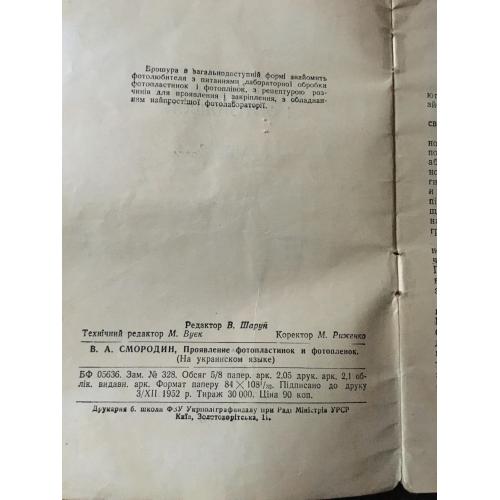 Брошура в загальнодоступній формі знайомить
фотолюбителя з питаннями лабораторної обробки
фотопластинок і фотоплівок, з рецептурою роз-
чинів для проявлення і закріплення, з обладнан-
ням найпростішої фотолабораторії.
Редактор В. Шаруй
Технічний редактор М. Вуєк Коректор М. Риженко
В. А. СМОРОДИН, Проявление фотопластинок и фотопленок.
(На украинском языке)
БФ 05636. Зам. № 328. Обсяг 5/8 папер. арк. 2,05 друк. арк. 2,1 об-
лік. видавн. арк. Формат паперу 84 × 108¹/₃₂. Підписано до друку
3/XII 1952 р. Тираж 30 000. Ціна 90 коп.
Друкарня б. школи ФЗУ Укрполіграфвидаву при Раді Міністрів УРСР
Київ, Золотоворітська, 11.